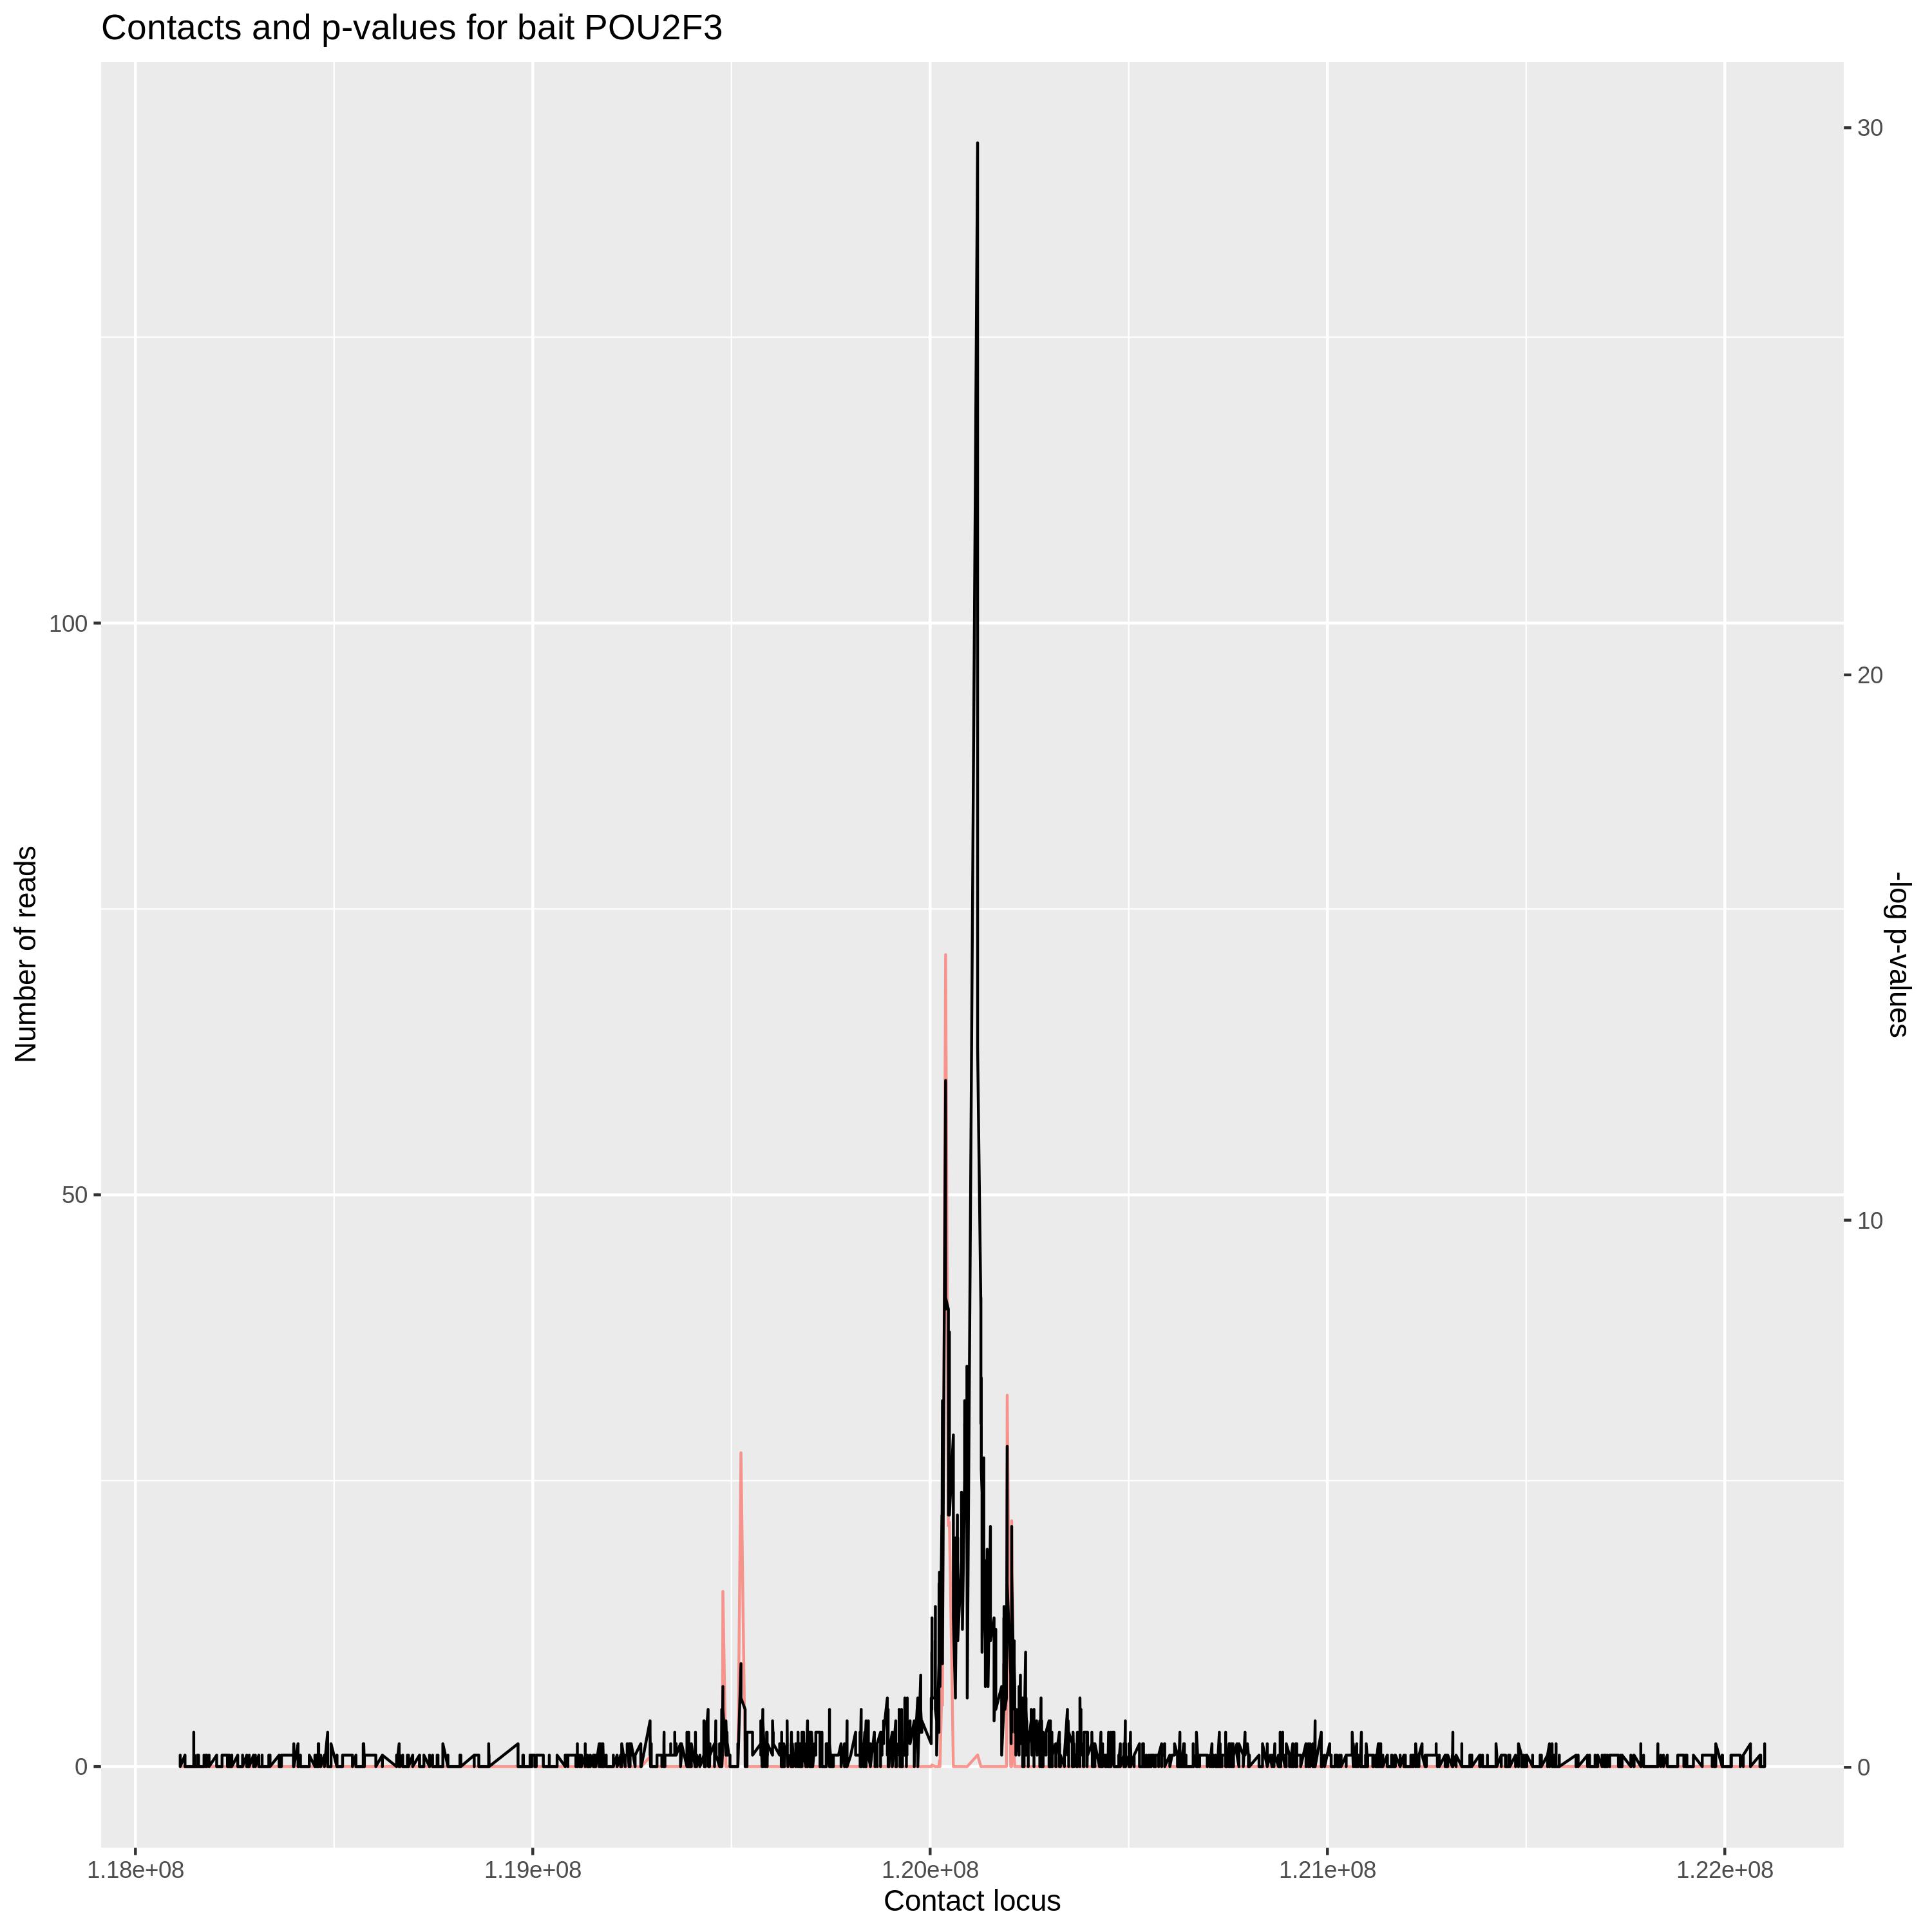 Contacts and p-values for bait POU2F3
30
100
20
Number of reads
-log p-values
50
10
0
0
1.18e+08 1.19e+08 1.20e+08 1.21e+08 1.22e+08
Contact locus